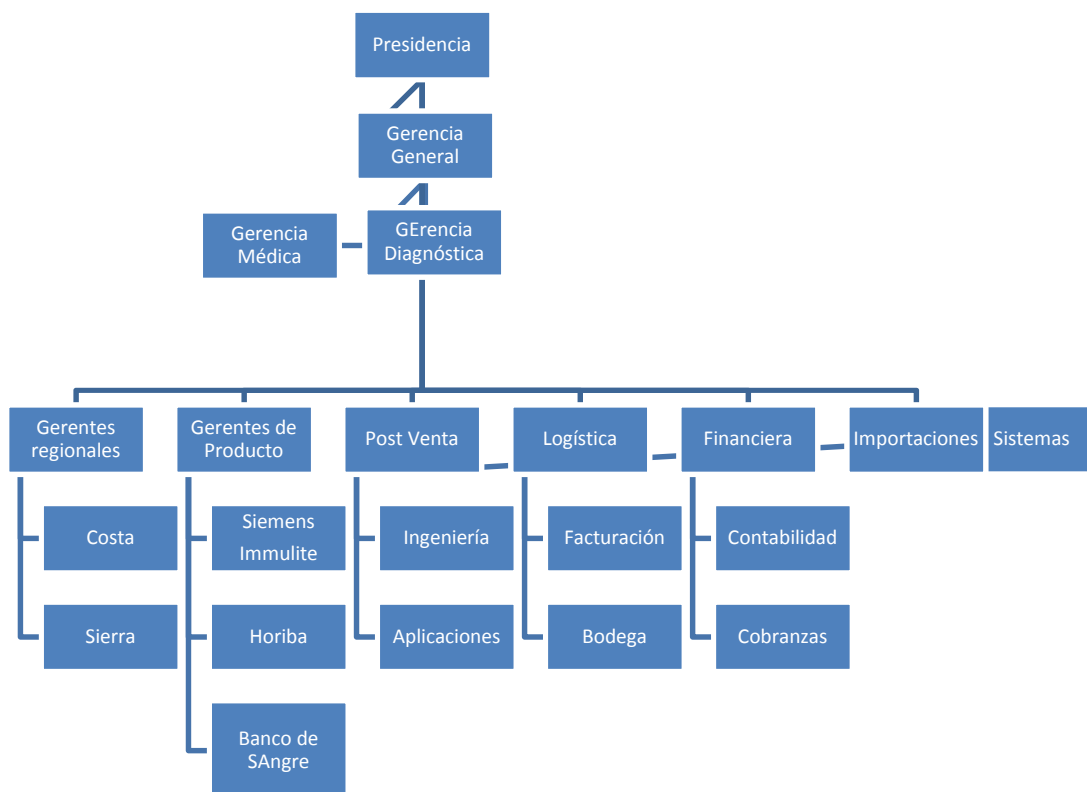 Presidencia
Gerencia
General
Gerencia
Médica
GErencia
Diagnóstica
Gerentes
regionales
Gerentes de
Producto
Post Venta
Logística
Financiera
Importaciones
Sistemas
Costa
Siemens
Immulite
Ingeniería
Facturación
Contabilidad
Sierra
Horiba
Aplicaciones
Bodega
Cobranzas
Banco de
SAngre